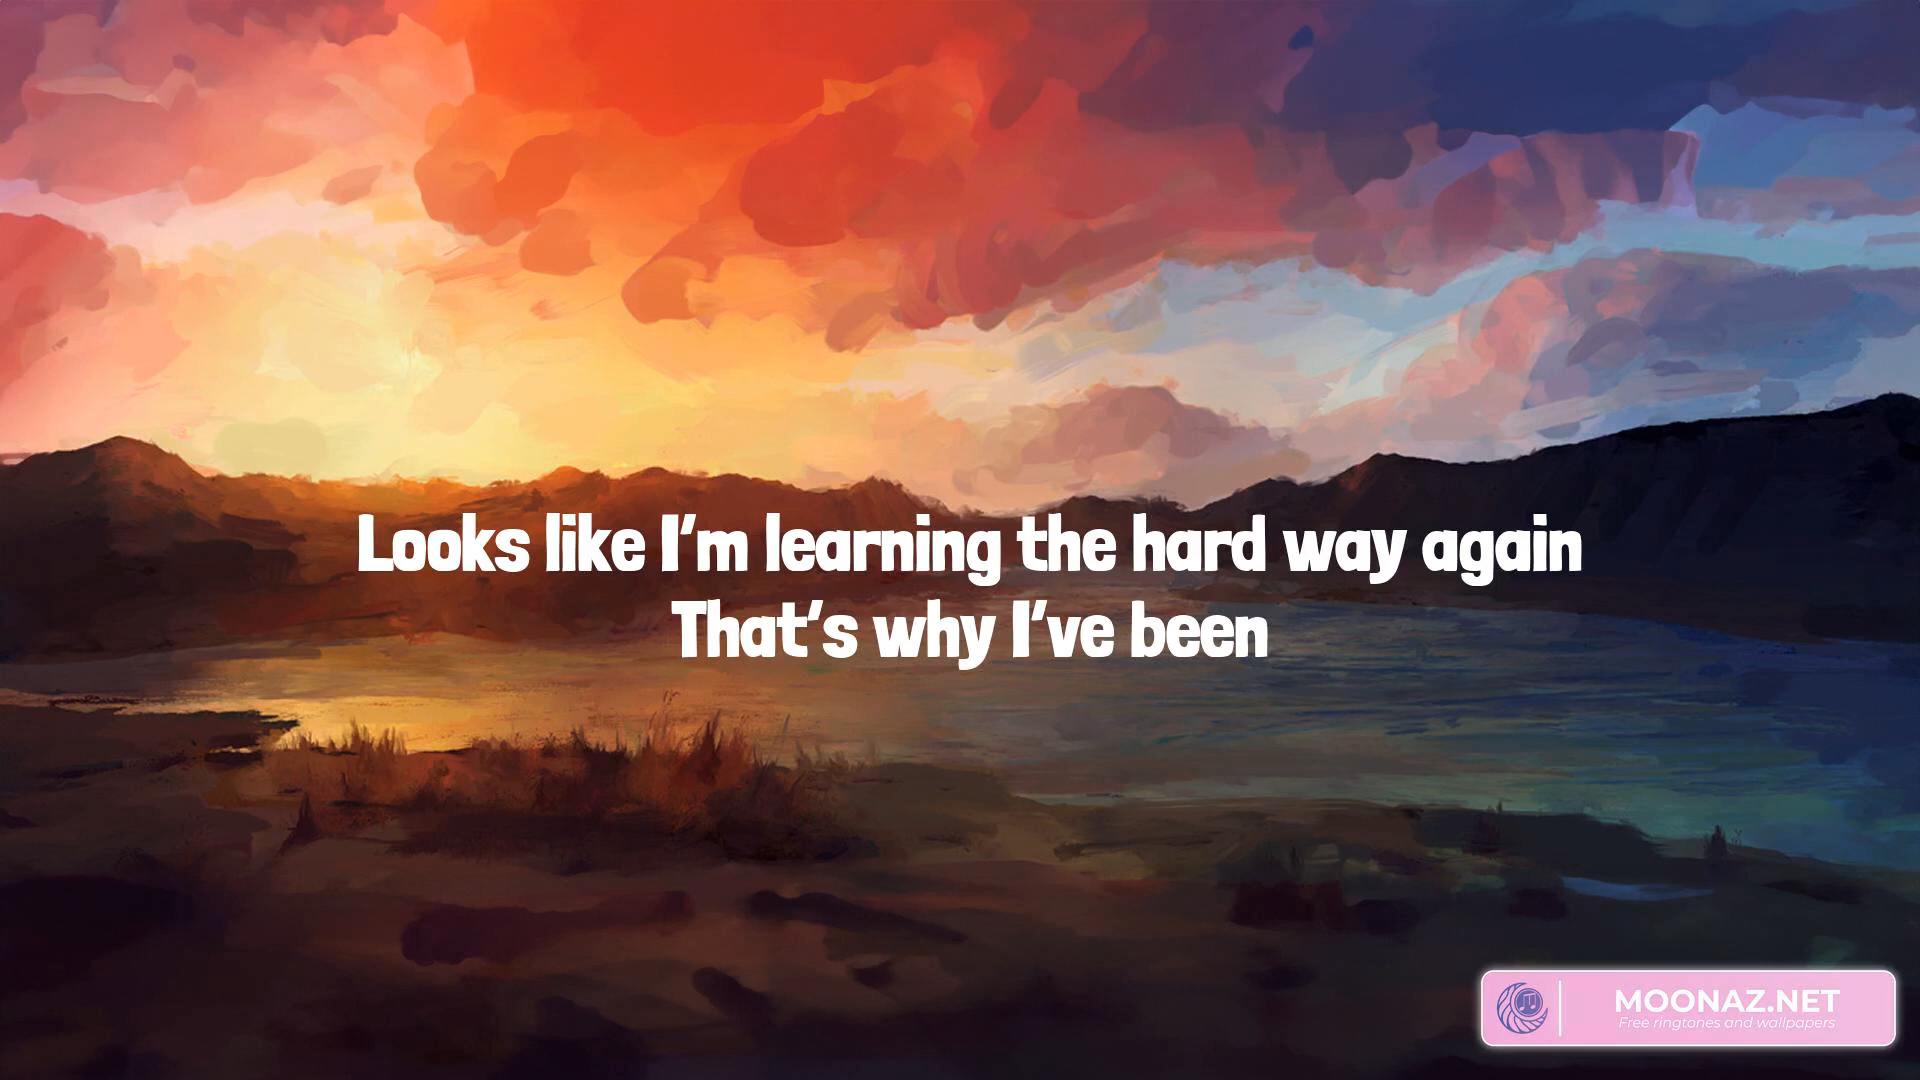 Looks like I'm learning the hard way again
That's why I've been
MOONAZ.NET
Free ringtones and wallpapers